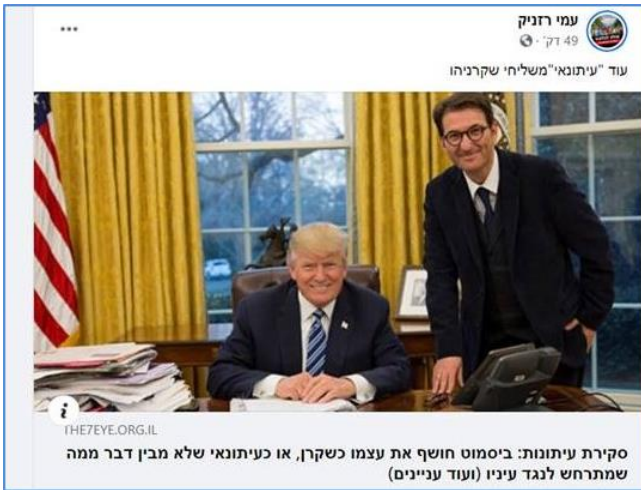 עמי רזניק
49 דק'
עוד "עיתונאי"משליחי שקרניהו
THE7EYE.ORG.IL
סקירת עיתונות: ביסמוט חושף את עצמו כשקרן, או כעיתונאי שלא מבין דבר ממה
שמתרחש לנגד עיניו (ועוד עניינים)